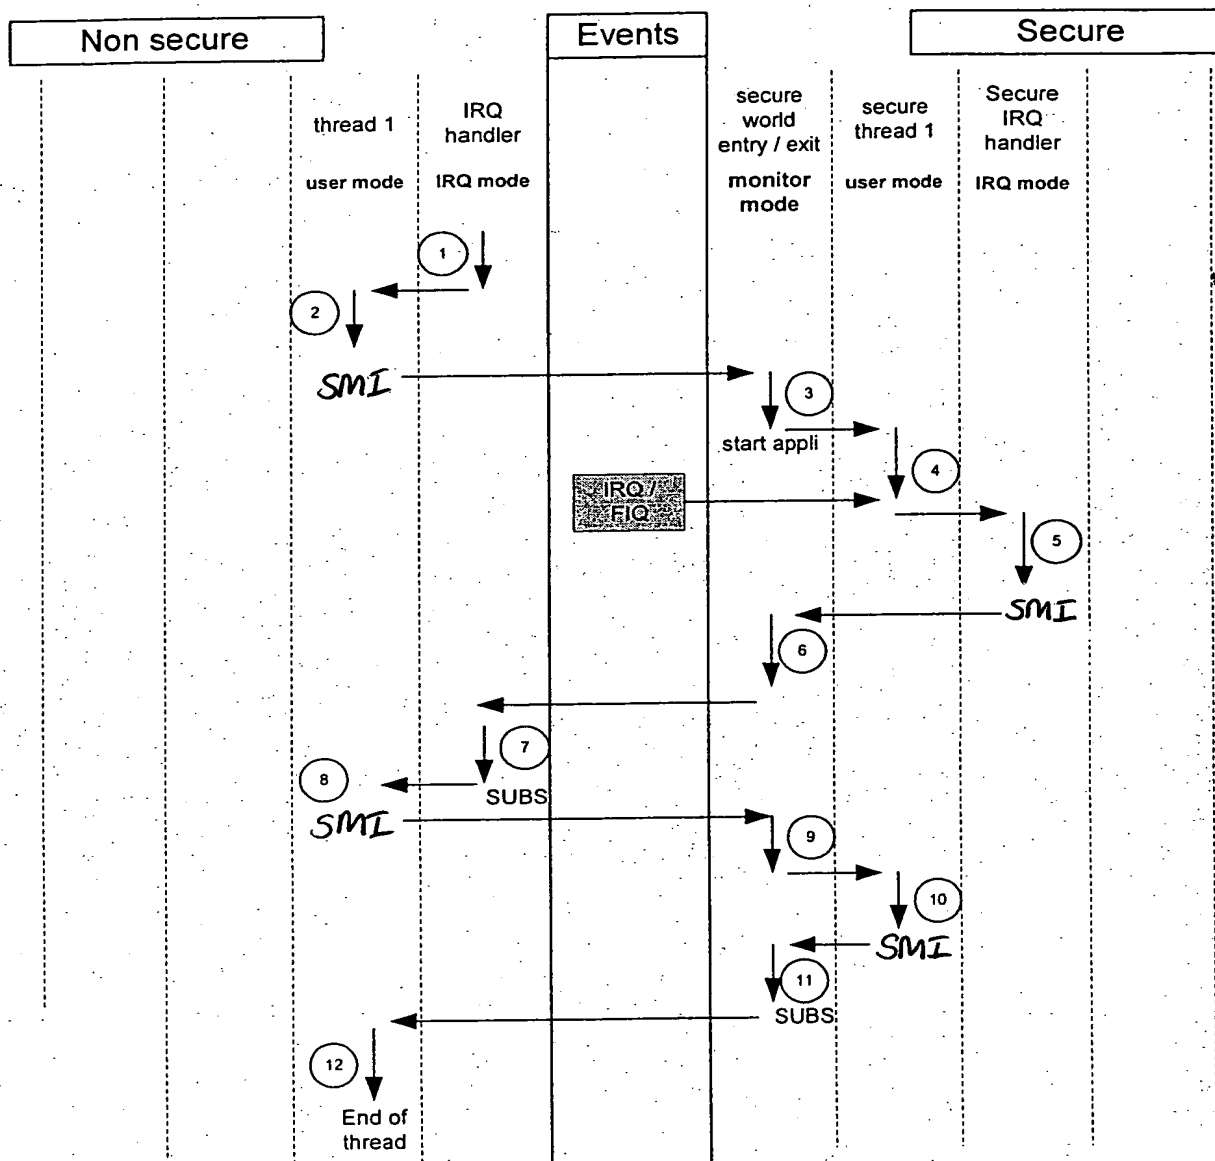 Non secure
Events
Secure
thread 1
user mode
IRQ
handler
IRQ mode
secure
world
entry / exit
monitor
mode
secure
thread 1
user mode
Secure
IRQ
handler
IRQ mode
1
2
SMI
3
start appli
4
IRQ /
FIQ
5
SMI
6
7
8
SUBS
SMI
9
10
SMI
11
SUBS
12
End of
thread